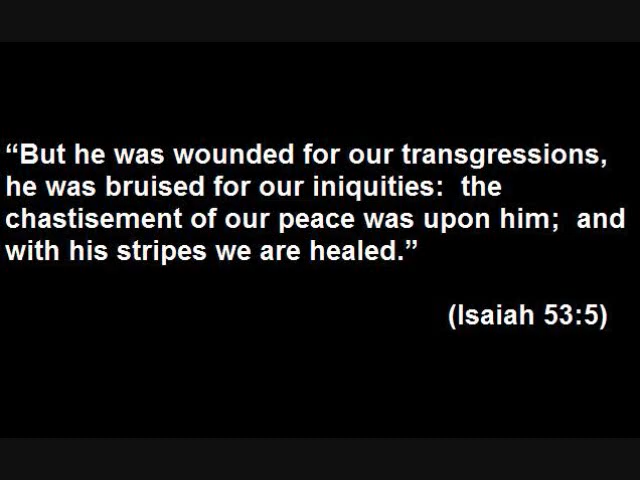 “But he was wounded for our transgressions,
he was bruised for our iniquities:  the
chastisement of our peace was upon him;  and
with his stripes we are healed.”
(Isaiah 53:5)